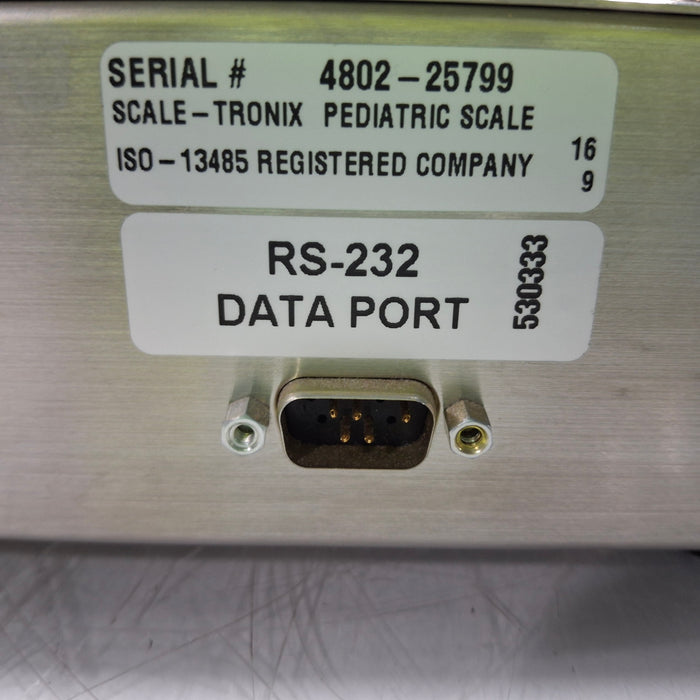 SERIAL # 4802-25799
SCALE-TRONIX PEDIATRIC SCALE
ISO-13485 REGISTERED COMPANY
16
9
RS-232
DATA PORT
530333